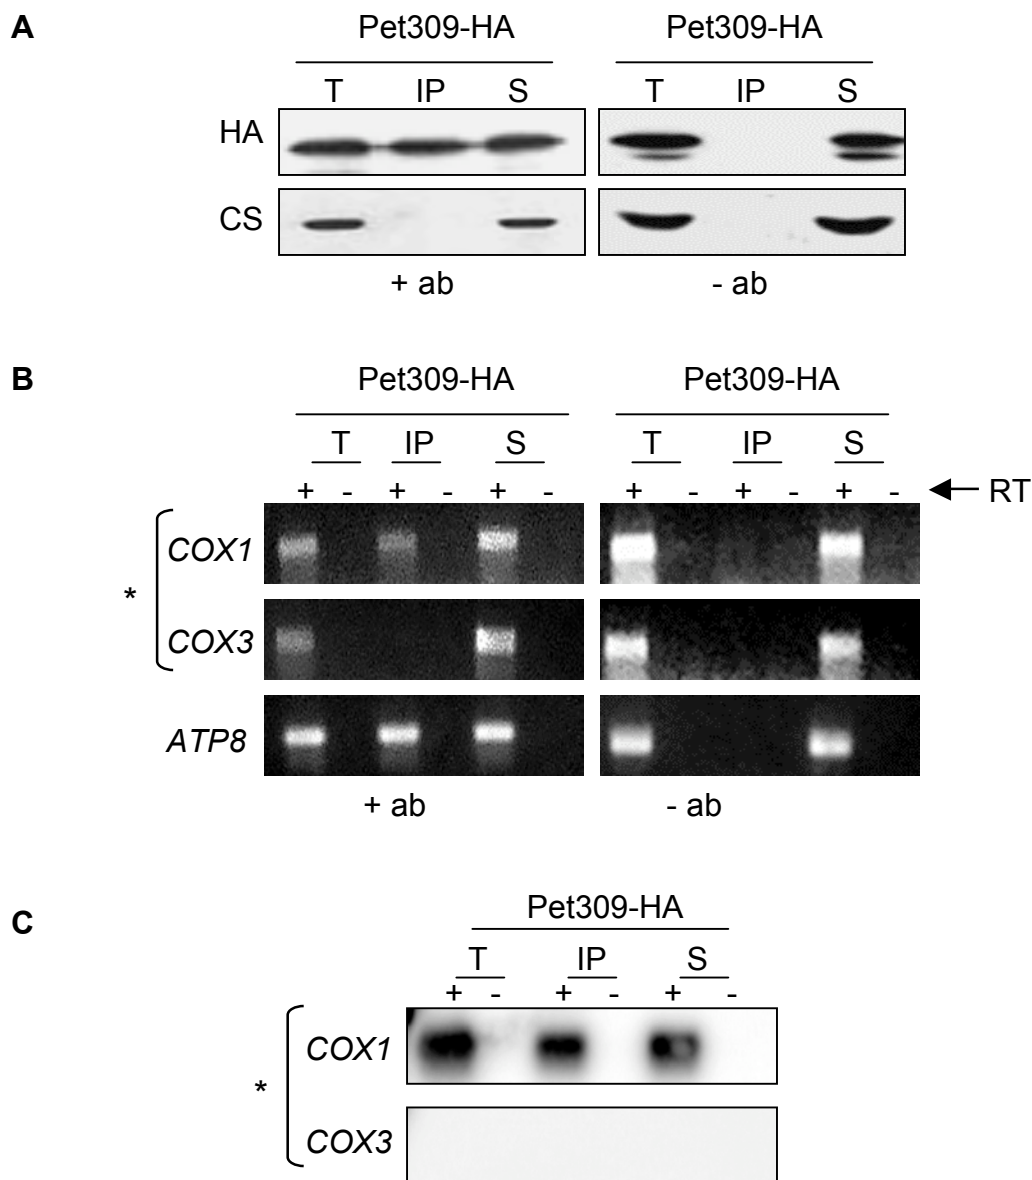 A
Pet309-HA Pet309-HA
T IP S T IP S
HA
CS
+ ab - ab
B
Pet309-HA Pet309-HA
T IP S T IP S
+ - + - + - + - + - + - RT
COX1
*
COX3
ATP8
+ ab - ab
C
Pet309-HA
T IP S
+ - + - + -
COX1
*
COX3